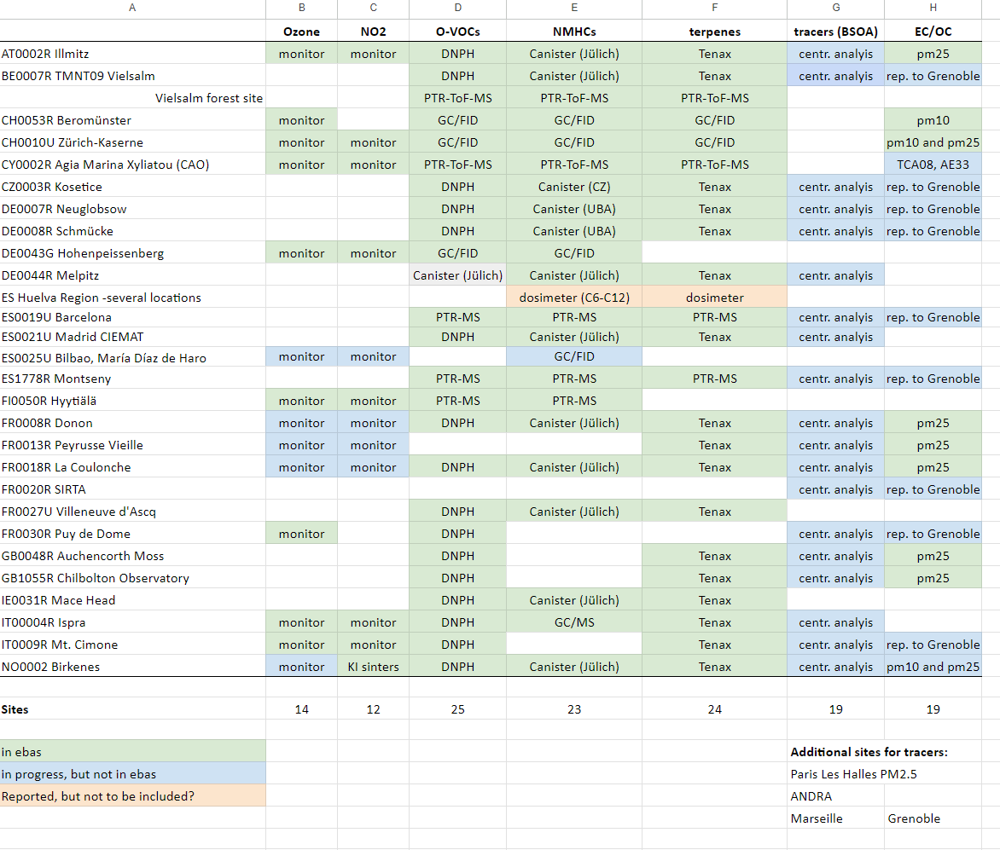 A B C D E F G H
Ozone NO2 O-VOCs NMHCs terpenes tracers (BSOA) EC/OC
AT0002R Illmitz monitor monitor DNPH Canister (Jülich) Tenax centr. analyis pm25
BE0007R TMNT09 Vielsalm DNPH Canister (Jülich) Tenax centr. analyis rep. to Grenoble
Vielsalm forest site PTR-ToF-MS PTR-ToF-MS PTR-ToF-MS
CH0053R Beromünster monitor GC/FID GC/FID GC/FID pm10
CH0010U Zürich-Kaserne monitor monitor GC/FID GC/FID GC/FID pm10 and pm25
CY0002R Agia Marina Xyliatou (CAO) monitor monitor PTR-ToF-MS PTR-ToF-MS PTR-ToF-MS TCA08, AE33
CZ0003R Kosetice DNPH Canister (CZ) Tenax centr. analyis rep. to Grenoble
DE0007R Neuglobsow DNPH Canister (UBA) Tenax centr. analyis rep. to Grenoble
DE0008R Schmücke DNPH Canister (UBA) Tenax centr. analyis rep. to Grenoble
DE0043G Hohenpeissenberg monitor monitor GC/FID GC/FID
DE0044R Melpitz Canister (Jülich) Canister (Jülich) Tenax centr. analyis
ES Huelva Region -several locations dosimeter (C6-C12) dosimeter
ES0019U Barcelona PTR-MS PTR-MS PTR-MS centr. analyis rep. to Grenoble
ES0021U Madrid CIEMAT DNPH Canister (Jülich) Tenax centr. analyis
ES0025U Bilbao, María Díaz de Haro monitor monitor GC/FID
ES1778R Montseny PTR-MS PTR-MS PTR-MS centr. analyis rep. to Grenoble
FI0050R Hyytiälä monitor monitor PTR-MS PTR-MS
FR0008R Donon monitor monitor DNPH Canister (Jülich) Tenax centr. analyis pm25
FR0013R Peyrusse Vieille monitor monitor Tenax centr. analyis pm25
FR0018R La Coulonche monitor monitor DNPH Canister (Jülich) Tenax centr. analyis pm25
FR0020R SIRTA centr. analyis rep. to Grenoble
FR0027U Villeneuve d'Ascq DNPH Canister (Jülich) Tenax
FR0030R Puy de Dome monitor DNPH centr. analyis rep. to Grenoble
GB0048R Auchencorth Moss DNPH Tenax centr. analyis pm25
GB1055R Chilbolton Observatory DNPH Tenax centr. analyis pm25
IE0031R Mace Head DNPH Canister (Jülich) Tenax
IT00004R Ispra monitor monitor DNPH GC/MS Tenax centr. analyis
IT0009R Mt. Cimone monitor monitor DNPH Tenax centr. analyis rep. to Grenoble
NO0002 Birkenes monitor KI sinters DNPH Canister (Jülich) Tenax centr. analyis pm10 and pm25
Sites 14 12 25 23 24 19 19
in ebas Additional sites for tracers:
in progress, but not in ebas Paris Les Halles PM2.5
Reported, but not to be included? ANDRA
Marseille Grenoble